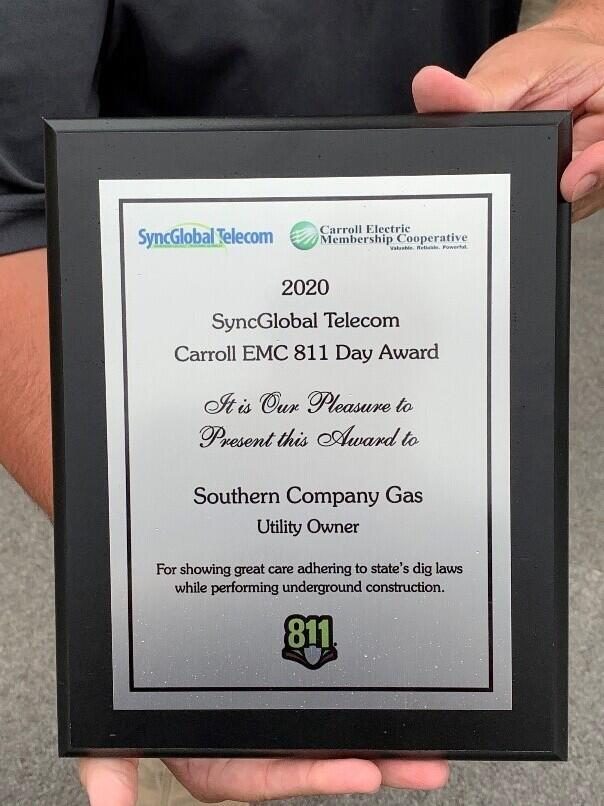 SyncGlobal Telecom
Carroll Electric
Membership Cooperative
Valuable. Reliable. Powerful.
2020
SyncGlobal Telecom
Carroll EMC 811 Day Award
It is Our Pleasure to
Present this Award to
Southern Company Gas
Utility Owner
For showing great care adhering to state's dig laws
while performing underground construction.
811